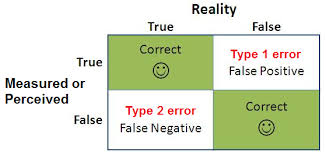 Reality
True False
Correct Type 1 error
False Positive
True
Measured or
Perceived
Type 2 error Correct
False False Negative